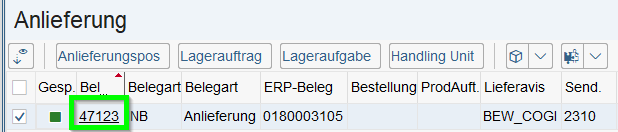 Anlieferung
Anlieferungspos Lagerauftrag Lageraufgabe Handling Unit
Gesp. Bel... Belegart Belegart ERP-Beleg Bestellung ProdAuft. Lieferavis Send.
47123 NB Anlieferung 0180003105 BEW_COGI 2310